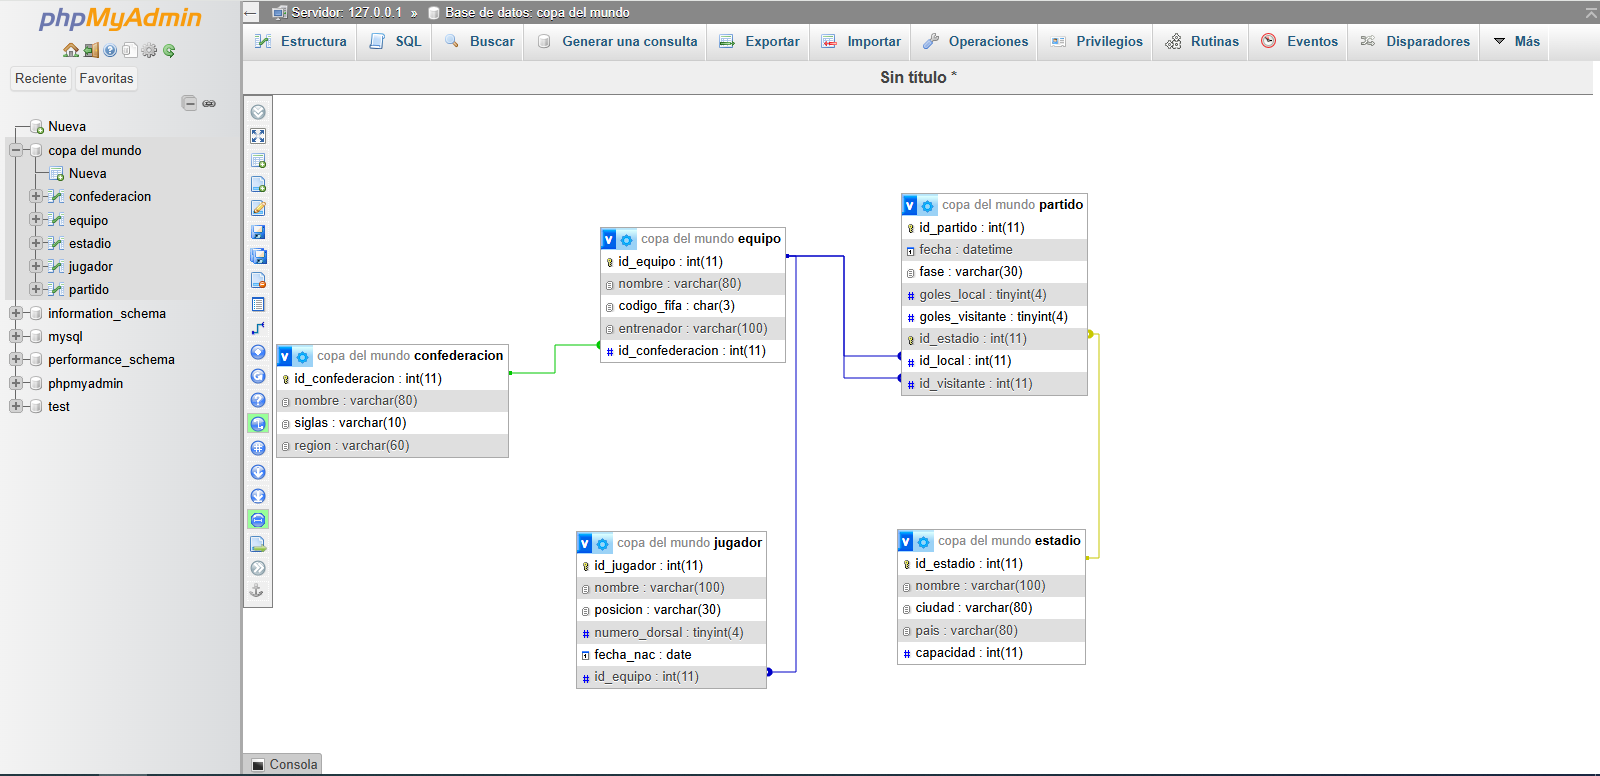 phpMyAdmin
Reciente
Favoritas
Nueva
copa del mundo
Nueva
confederacion
equipo
estadio
jugador
partido
information_schema
mysql
performance_schema
phpmyadmin
test
Servidor: 127.0.0.1 » Base de datos: copa del mundo
Estructura
SQL
Buscar
Generar una consulta
Exportar
Importar
Operaciones
Privilegios
Rutinas
Eventos
Disparadores
Más
Sin título *
copa del mundo confederacion
id_confederacion : int(11)
nombre : varchar(80)
siglas : varchar(10)
region : varchar(60)
copa del mundo equipo
id_equipo : int(11)
nombre : varchar(80)
codigo_fifa : char(3)
entrenador : varchar(100)
id_confederacion : int(11)
copa del mundo partido
id_partido : int(11)
fecha : datetime
fase : varchar(30)
goles_local : tinyint(4)
goles_visitante : tinyint(4)
id_estadio : int(11)
id_local : int(11)
id_visitante : int(11)
copa del mundo jugador
id_jugador : int(11)
nombre : varchar(100)
posicion : varchar(30)
numero_dorsal : tinyint(4)
fecha_nac : date
id_equipo : int(11)
copa del mundo estadio
id_estadio : int(11)
nombre : varchar(100)
ciudad : varchar(80)
pais : varchar(80)
capacidad : int(11)
Consola